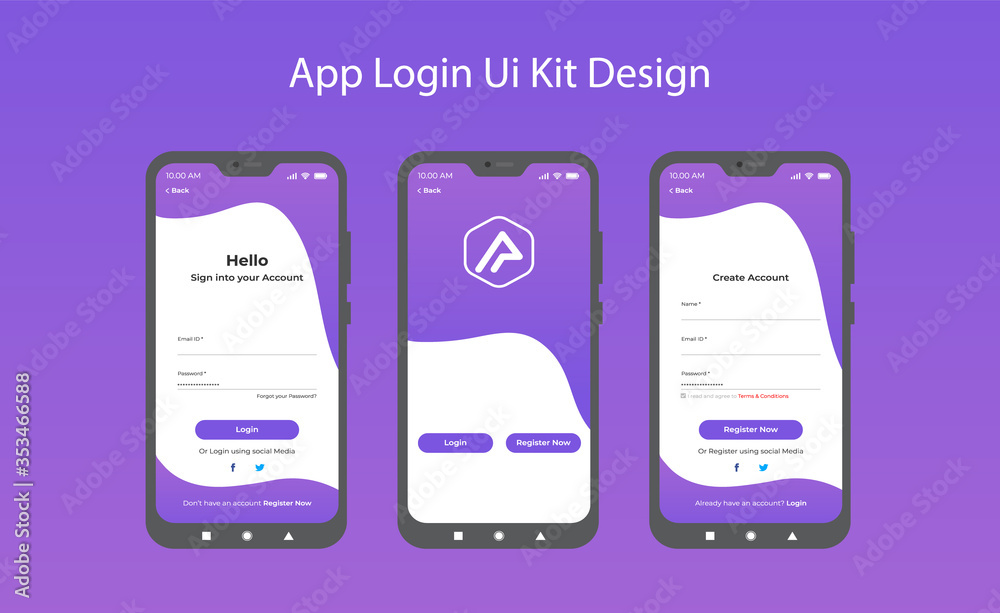 App Login Ui Kit Design
10.00 AM
< Back
Hello
Sign into your Account
Email ID *
Password *
****************
Forgot your Password?
Login
Or Login using social Media
f
Don't have an account Register Now
10.00 AM
< Back
Login
Register Now
10.00 AM
< Back
Create Account
Name *
Email ID *
Password *
****************
I read and agree to Terms & Conditions
Register Now
Or Register using social Media
f
Already have an account? Login
Adobe Stock
Adobe Stock | #353466588